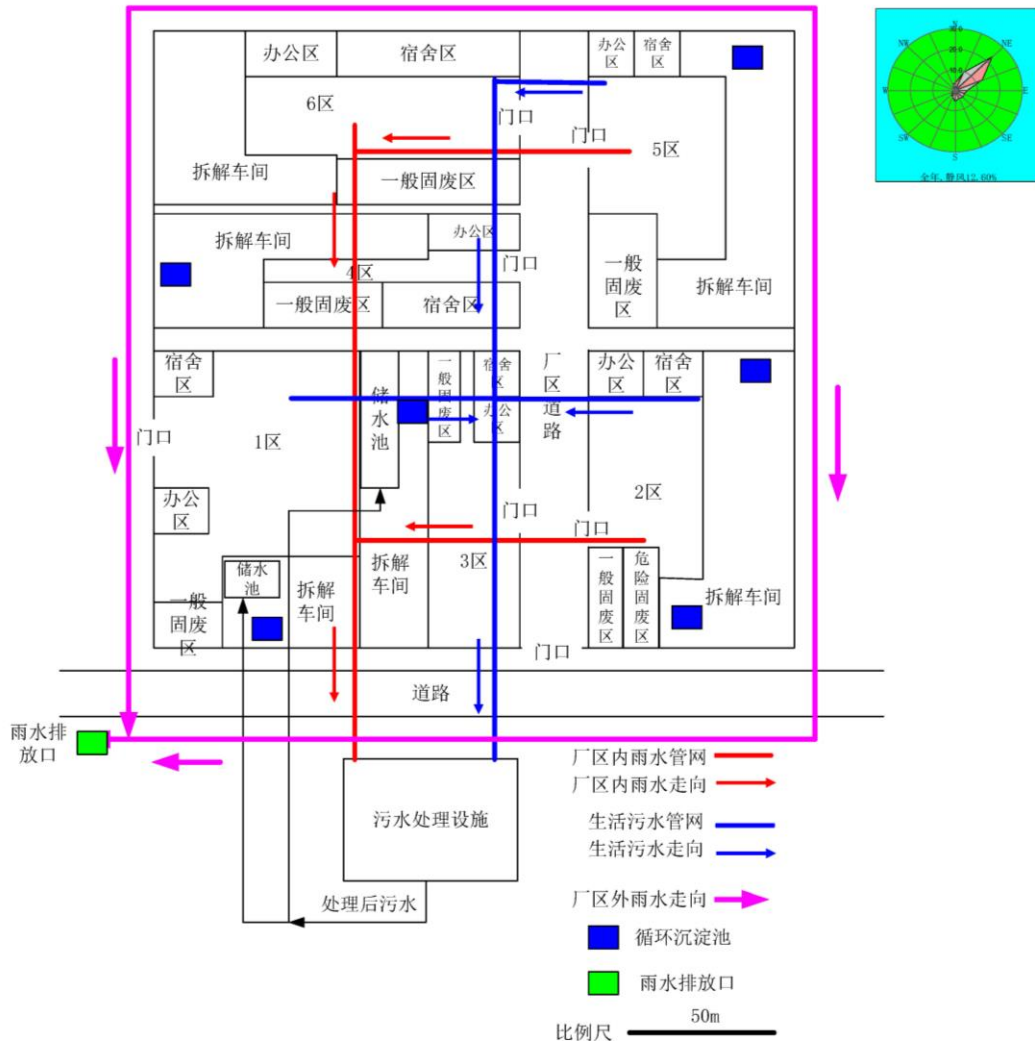 办公区
宿舍区
办公
区
宿舍
区
6区
门口
门口
5区
拆解车间
一般固废区
拆解车间
办公区
门口
4区
一般固废区
宿舍区
一般
固废
区
拆解车间
宿舍
区
储
水
池
一
般
固
废
区
宿舍
区
办公
区
厂
区
道
路
办公
区
宿舍
区
门口
1区
2区
办公
区
门口
门口
储水
池
拆解
车间
拆解
车间
3区
一
般
固
废
区
危
险
固
废
区
拆解车间
一般
固废
区
门口
道路
雨水排
放口
污水处理设施
处理后污水
厂区内雨水管网
厂区内雨水走向
生活污水管网
生活污水走向
厂区外雨水走向
循环沉淀池
雨水排放口
比例尺
50m
N
NE
E
SE
S
SW
W
NW
30.0
20.0
10.0
全年,静风12.60%